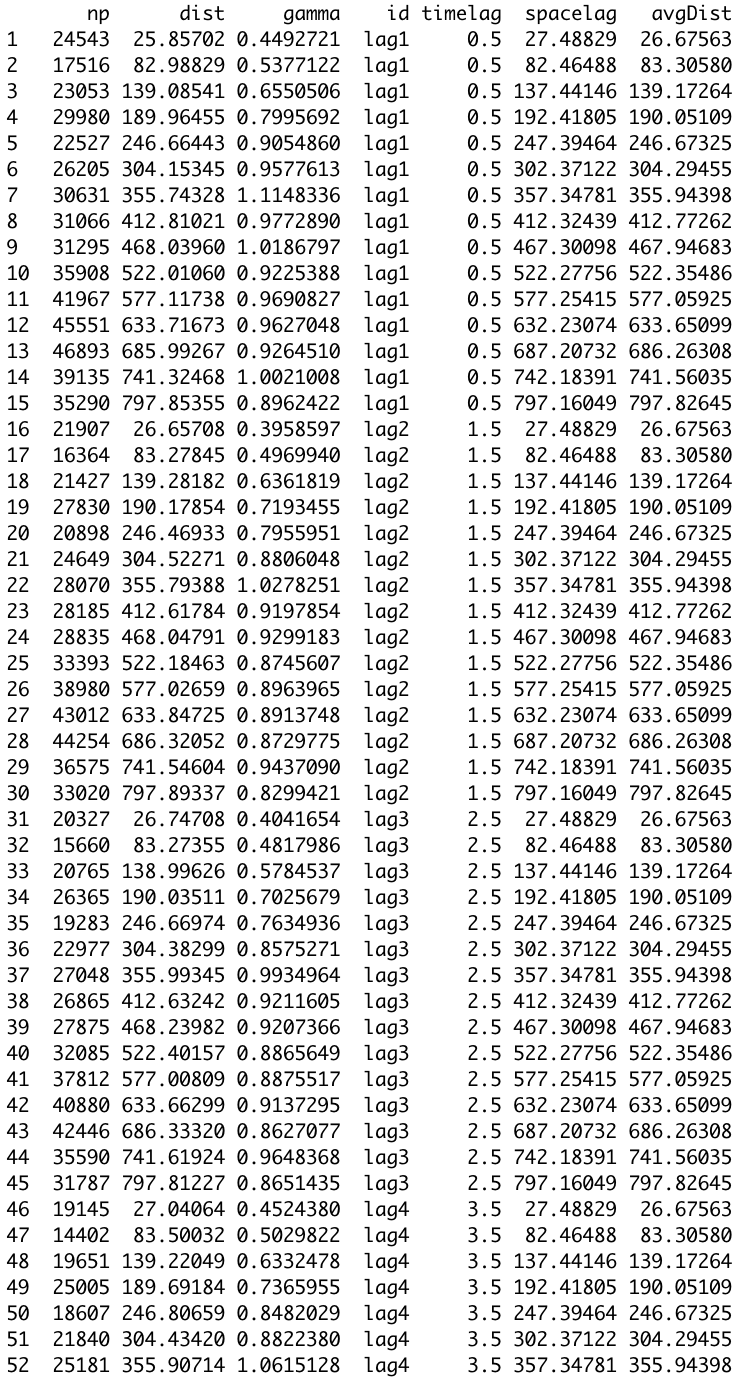 np dist gamma id timelag spacelag avgDist
1 24543 25.85702 0.4492721 lag1 0.5 27.48829 26.67563
2 17516 82.98829 0.5377122 lag1 0.5 82.46488 83.30580
3 23053 139.08541 0.6550506 lag1 0.5 137.44146 139.17264
4 29980 189.96455 0.7995692 lag1 0.5 192.41805 190.05109
5 22527 246.66443 0.9054860 lag1 0.5 247.39464 246.67325
6 26205 304.15345 0.9577613 lag1 0.5 302.37122 304.29455
7 30631 355.74328 1.1148336 lag1 0.5 357.34781 355.94398
8 31066 412.81021 0.9772890 lag1 0.5 412.32439 412.77262
9 31295 468.03960 1.0186797 lag1 0.5 467.30098 467.94683
10 35908 522.01060 0.9225388 lag1 0.5 522.27756 522.35486
11 41967 577.11738 0.9690827 lag1 0.5 577.25415 577.05925
12 45551 633.71673 0.9627048 lag1 0.5 632.23074 633.65099
13 46893 685.99267 0.9264510 lag1 0.5 687.20732 686.26308
14 39135 741.32468 1.0021008 lag1 0.5 742.18391 741.56035
15 35290 797.85355 0.8962422 lag1 0.5 797.16049 797.82645
16 21907 26.65708 0.3958597 lag2 1.5 27.48829 26.67563
17 16364 83.27845 0.4969940 lag2 1.5 82.46488 83.30580
18 21427 139.28182 0.6361819 lag2 1.5 137.44146 139.17264
19 27830 190.17854 0.7193455 lag2 1.5 192.41805 190.05109
20 20898 246.46933 0.7955951 lag2 1.5 247.39464 246.67325
21 24649 304.52271 0.8806048 lag2 1.5 302.37122 304.29455
22 28070 355.79388 1.0278251 lag2 1.5 357.34781 355.94398
23 28185 412.61784 0.9197854 lag2 1.5 412.32439 412.77262
24 28835 468.04791 0.9299183 lag2 1.5 467.30098 467.94683
25 33393 522.18463 0.8745607 lag2 1.5 522.27756 522.35486
26 38980 577.02659 0.8963965 lag2 1.5 577.25415 577.05925
27 43012 633.84725 0.8913748 lag2 1.5 632.23074 633.65099
28 44254 686.32052 0.8729775 lag2 1.5 687.20732 686.26308
29 36575 741.54604 0.9437090 lag2 1.5 742.18391 741.56035
30 33020 797.89337 0.8299421 lag2 1.5 797.16049 797.82645
31 20327 26.74708 0.4041654 lag3 2.5 27.48829 26.67563
32 15660 83.27355 0.4817986 lag3 2.5 82.46488 83.30580
33 20765 138.99626 0.5784537 lag3 2.5 137.44146 139.17264
34 26365 190.03511 0.7025679 lag3 2.5 192.41805 190.05109
35 19283 246.66974 0.7634936 lag3 2.5 247.39464 246.67325
36 22977 304.38299 0.8575271 lag3 2.5 302.37122 304.29455
37 27048 355.99345 0.9934964 lag3 2.5 357.34781 355.94398
38 26865 412.63242 0.9211605 lag3 2.5 412.32439 412.77262
39 27875 468.23982 0.9207366 lag3 2.5 467.30098 467.94683
40 32085 522.40157 0.8865649 lag3 2.5 522.27756 522.35486
41 37812 577.00809 0.8875517 lag3 2.5 577.25415 577.05925
42 40880 633.66299 0.9137295 lag3 2.5 632.23074 633.65099
43 42446 686.33320 0.8627077 lag3 2.5 687.20732 686.26308
44 35590 741.61924 0.9648368 lag3 2.5 742.18391 741.56035
45 31787 797.81227 0.8651435 lag3 2.5 797.16049 797.82645
46 19145 27.04064 0.4524380 lag4 3.5 27.48829 26.67563
47 14402 83.50032 0.5029822 lag4 3.5 82.46488 83.30580
48 19651 139.22049 0.6332478 lag4 3.5 137.44146 139.17264
49 25005 189.69184 0.7365955 lag4 3.5 192.41805 190.05109
50 18607 246.80659 0.8482029 lag4 3.5 247.39464 246.67325
51 21840 304.43420 0.8822380 lag4 3.5 302.37122 304.29455
52 25181 355.90714 1.0615128 lag4 3.5 357.34781 355.94398